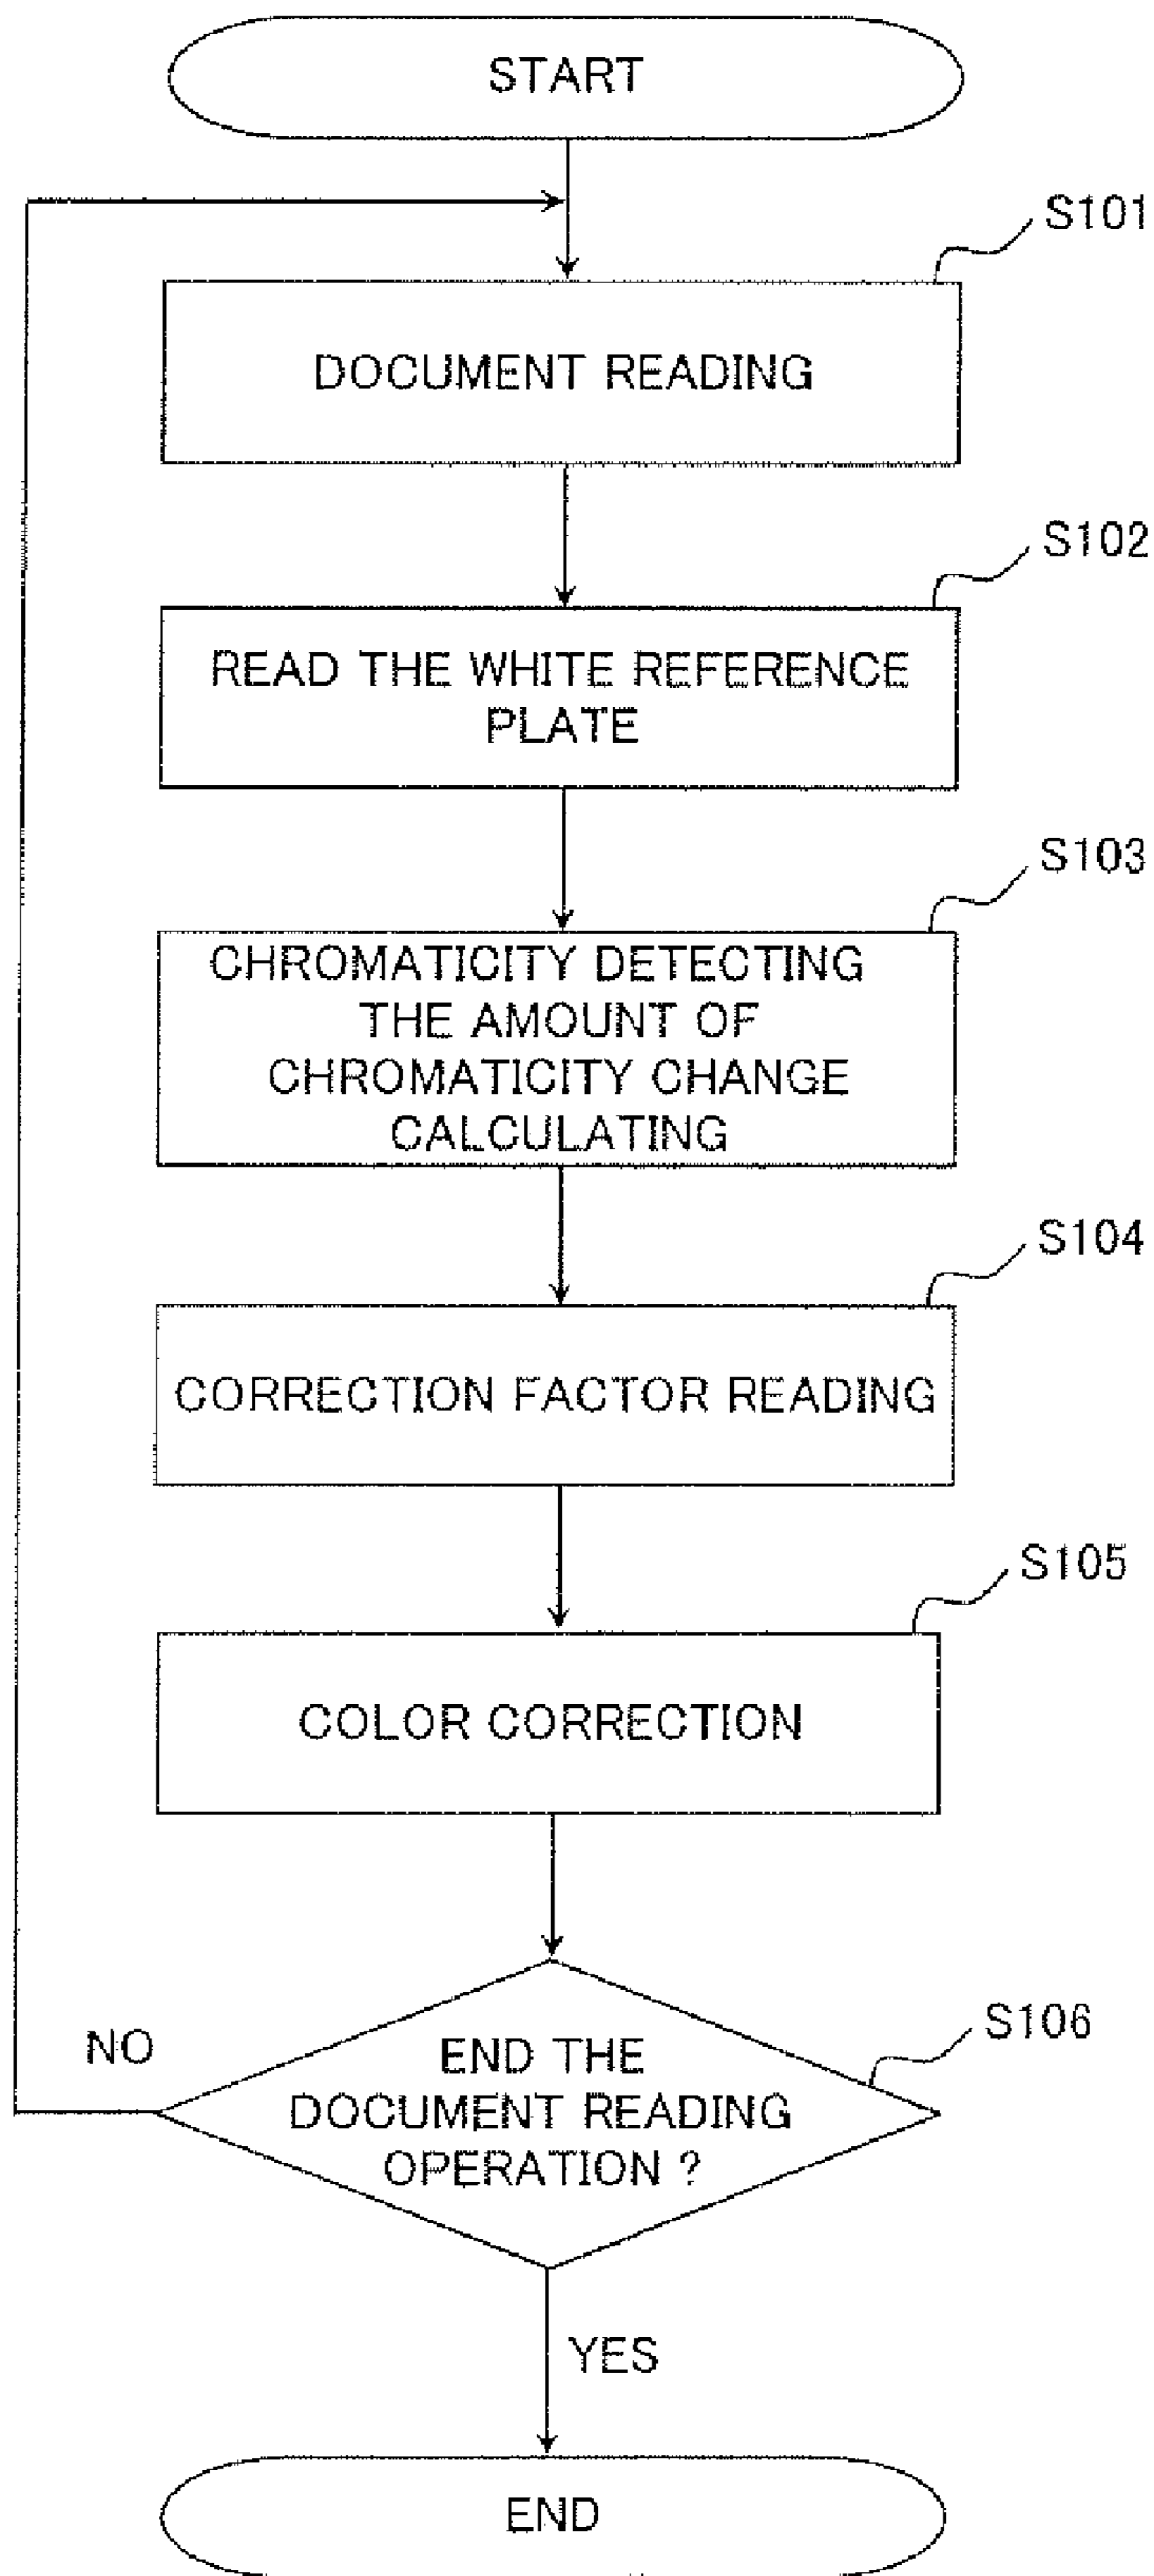 START
S101
DOCUMENT READING
S102
READ THE WHITE REFERENCE
PLATE
S103
CHROMATICITY DETECTING
THE AMOUNT OF
CHROMATICITY CHANGE
CALCULATING
S104
CORRECTION FACTOR READING
S105
COLOR CORRECTION
S106
NO
END THE
DOCUMENT READING
OPERATION ?
YES
END